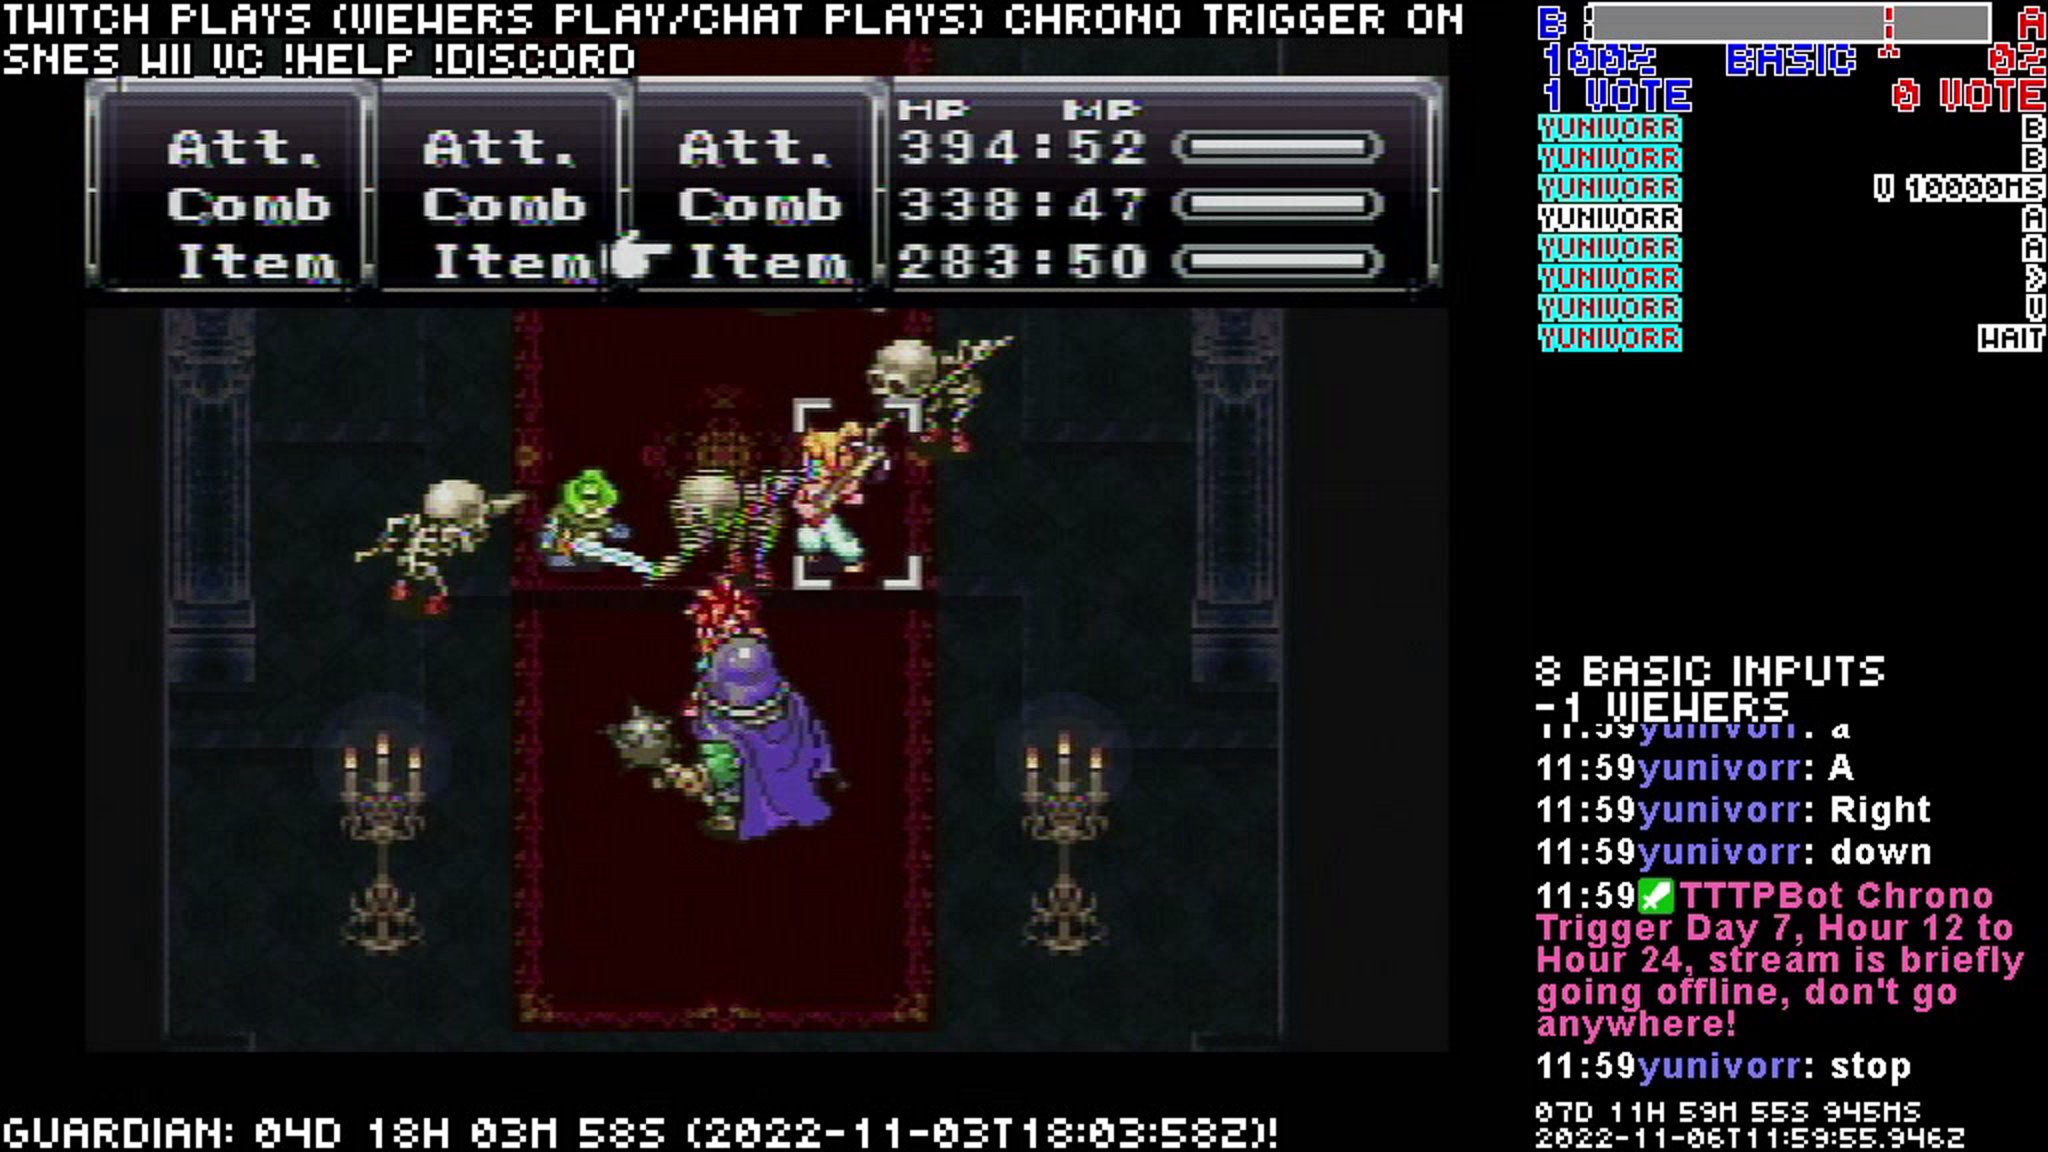 TWITCH PLAYS (VIEWERS PLAY/CHAT PLAYS) CHRONO TRIGGER ON
SNES WII VC !HELP !DISCORD
Att. Att. Att. HP MP
Comb Comb Comb 394:52
Item Item Item 338:47
283:50
B A
100% BASIC ^ 0%
1 VOTE 0 VOTE
YUNIVORR B
YUNIVORR B
YUNIVORR V 10000MS
YUNIVORR A
YUNIVORR A
YUNIVORR >
YUNIVORR V
YUNIVORR WAIT
8 BASIC INPUTS
-1 VIEWERS
11:59yunivorr: a
11:59yunivorr: A
11:59yunivorr: Right
11:59yunivorr: down
11:59 TTTPBot Chrono
Trigger Day 7, Hour 12 to
Hour 24, stream is briefly
going offline, don't go
anywhere!
11:59yunivorr: stop
07D 11H 59M 55S 945MS
2022-11-06T11:59:55.946Z
GUARDIAN: 04D 18H 03M 58S (2022-11-03T18:03:58Z)!